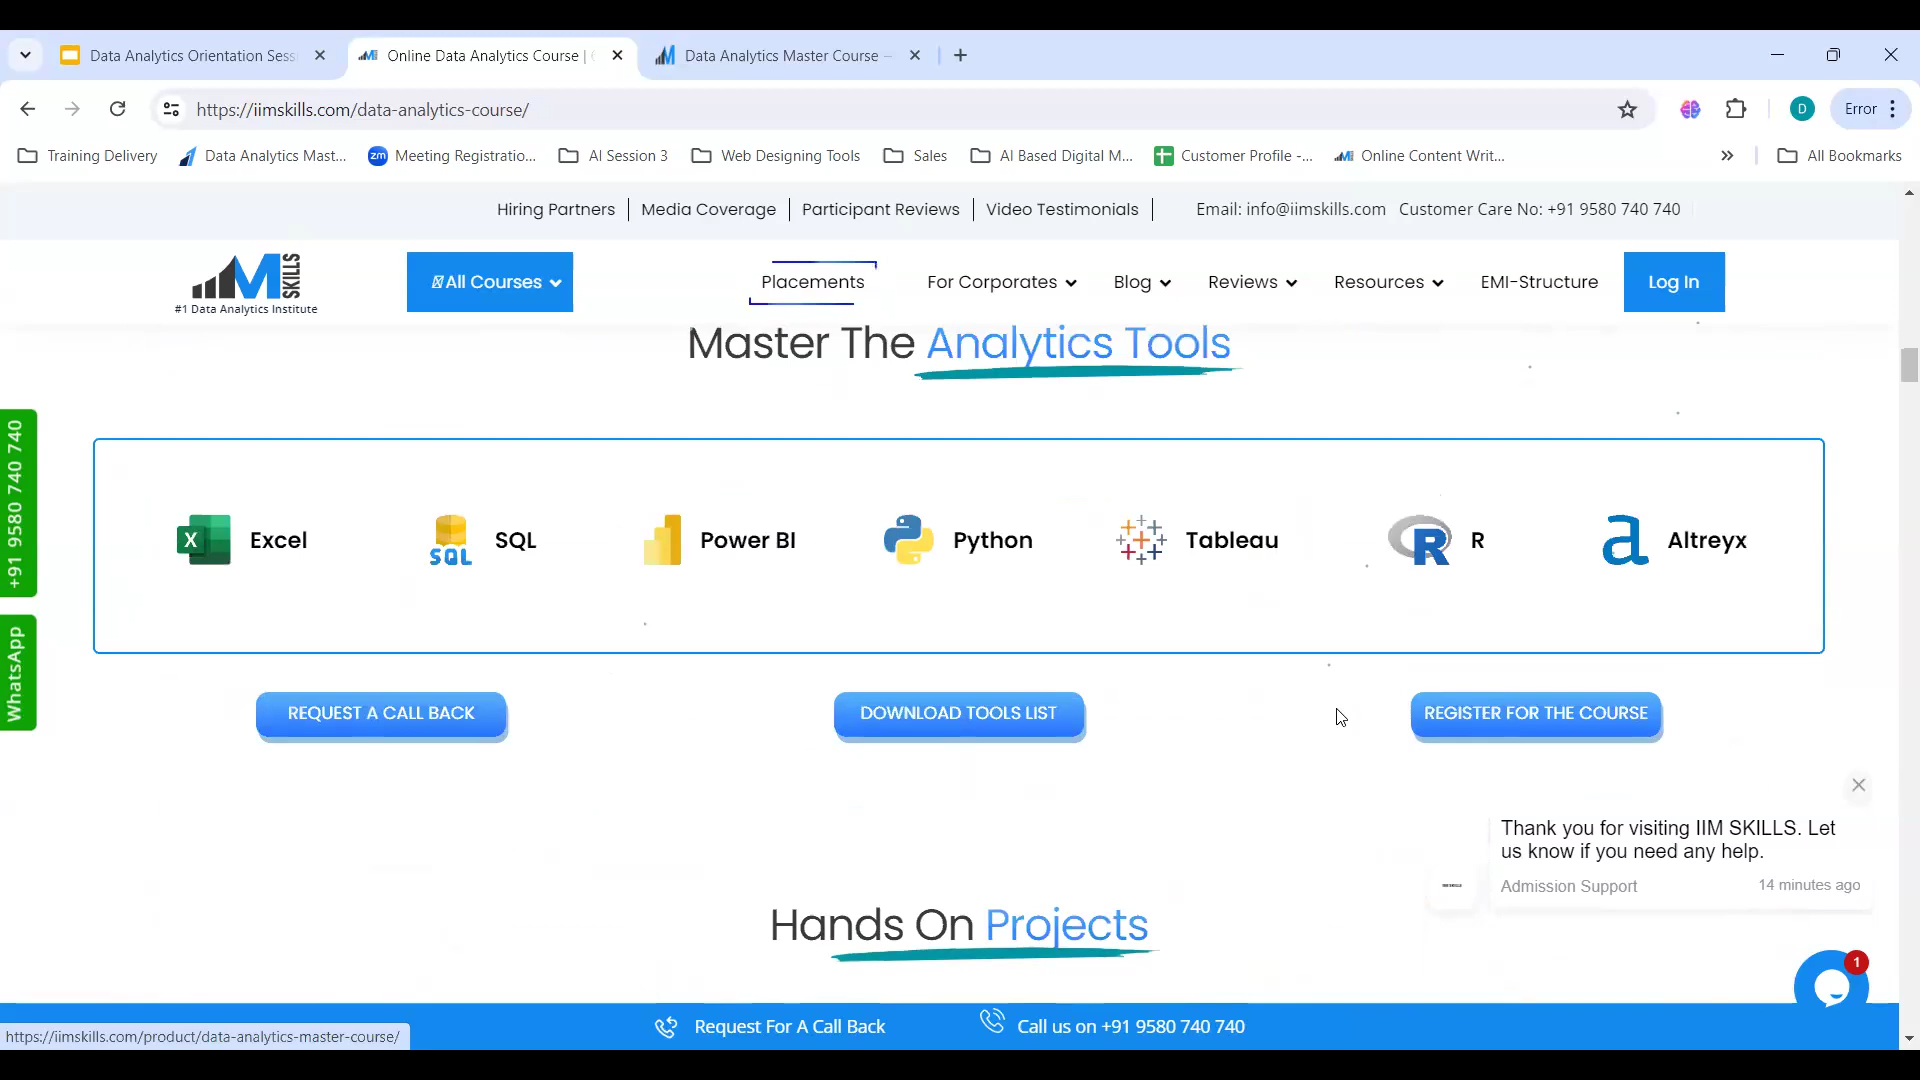 Data Analytics Orientation Sess
Online Data Analytics Course |
Data Analytics Master Course –
https://iimskills.com/data-analytics-course/
D
Error
Training Delivery
Data Analytics Mast...
zm
Meeting Registratio...
AI Session 3
Web Designing Tools
Sales
AI Based Digital M...
Customer Profile -...
Online Content Writ...
All Bookmarks
Hiring Partners
Media Coverage
Participant Reviews
Video Testimonials
Email: info@iimskills.com
Customer Care No: +91 9580 740 740
IIM SKILLS
#1 Data Analytics Institute
All Courses
Placements
For Corporates
Blog
Reviews
Resources
EMI-Structure
Log In
Master The Analytics Tools
+91 9580 740 740
WhatsApp
X
Excel
SQL
SQL
Power BI
Python
Tableau
R
R
a
Altreyx
REQUEST A CALL BACK
DOWNLOAD TOOLS LIST
REGISTER FOR THE COURSE
Thank you for visiting IIM SKILLS. Let
us know if you need any help.
Admission Support
14 minutes ago
Hands On Projects
1
Request For A Call Back
Call us on +91 9580 740 740
https://iimskills.com/product/data-analytics-master-course/